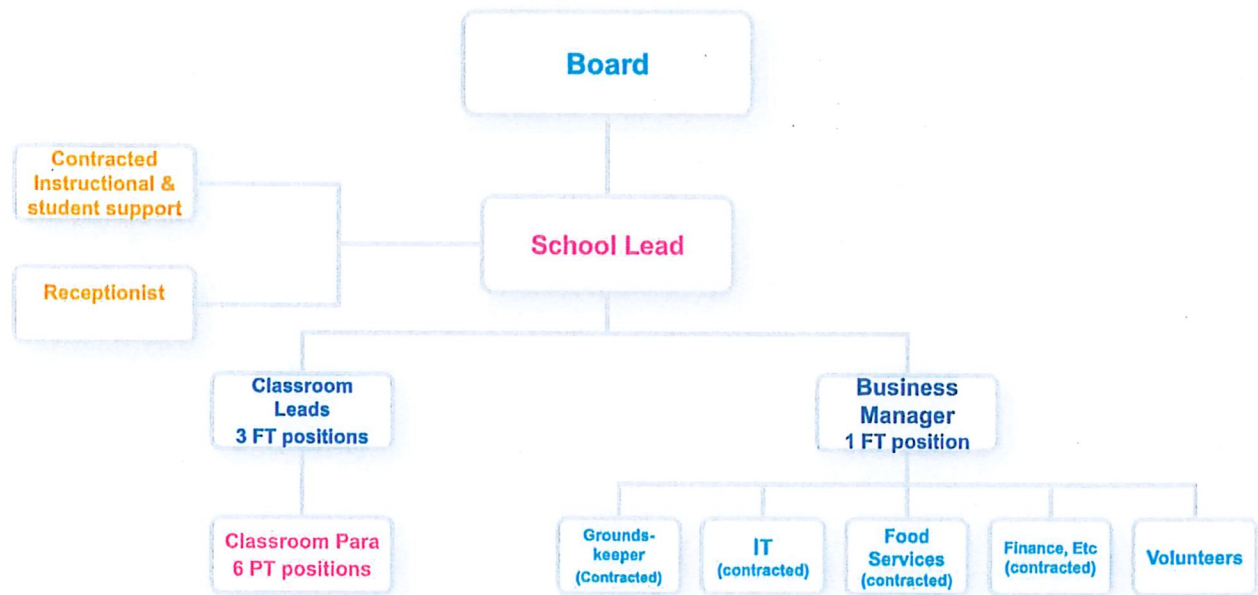 Board
Contracted
Instructional &
student support
School Lead
Receptionist
Classroom
Leads
3 FT positions
Business
Manager
1 FT position
Classroom Para
6 PT positions
Grounds-
keeper
(Contracted)
IT
(contracted)
Food
Services
(contracted)
Finance, Etc
(contracted)
Volunteers